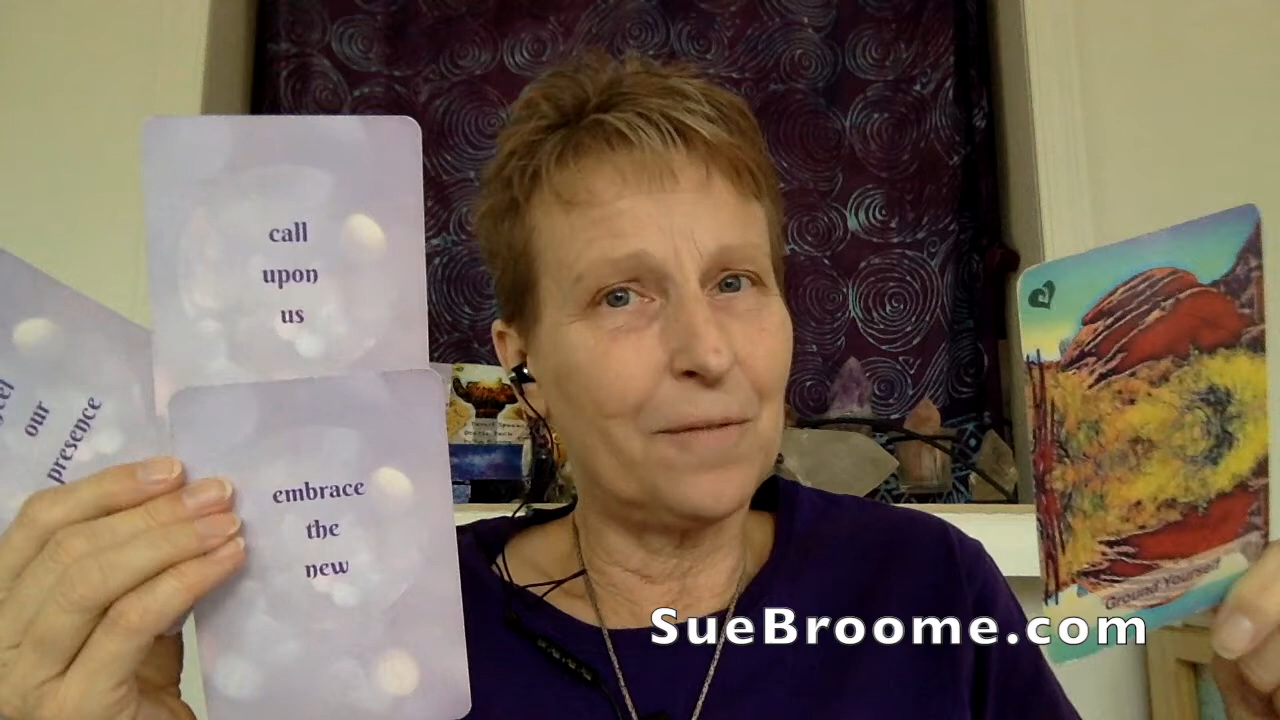 call
upon
us
our
presence
embrace
the
new
Ground Yourself
SueBroome.com